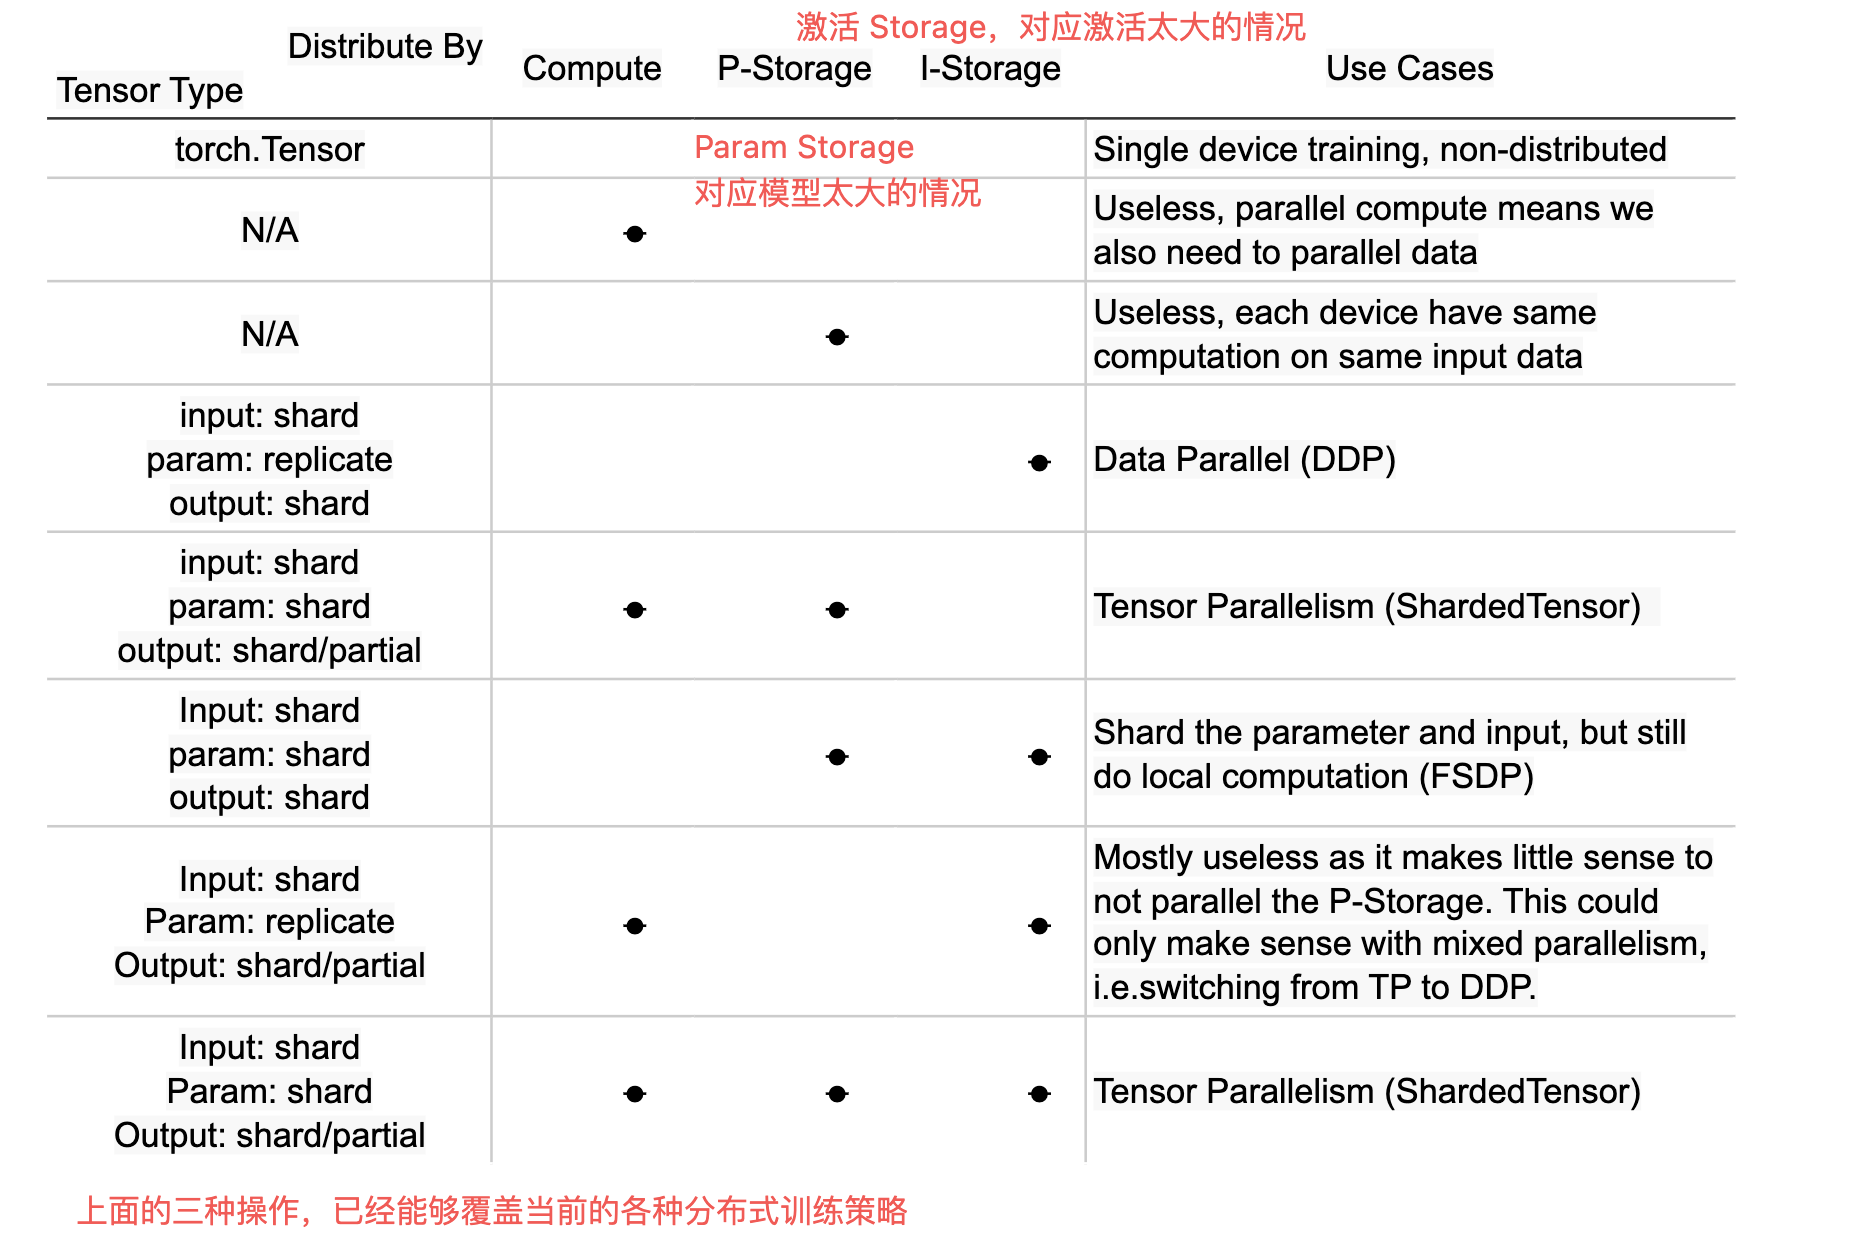 激活 Storage，对应激活太大的情况
Distribute By
Compute
P-Storage
I-Storage
Use Cases
Tensor Type
torch.Tensor
Param Storage
Single device training, non-distributed
对应模型太大的情况
N/A
Useless, parallel compute means we
also need to parallel data
N/A
Useless, each device have same
computation on same input data
input: shard
param: replicate
output: shard
Data Parallel (DDP)
input: shard
param: shard
output: shard/partial
Tensor Parallelism (ShardedTensor)
Input: shard
param: shard
output: shard
Shard the parameter and input, but still
do local computation (FSDP)
Input: shard
Param: replicate
Output: shard/partial
Mostly useless as it makes little sense to
not parallel the P-Storage. This could
only make sense with mixed parallelism,
i.e.switching from TP to DDP.
Input: shard
Param: shard
Output: shard/partial
Tensor Parallelism (ShardedTensor)
上面的三种操作，已经能够覆盖当前的各种分布式训练策略